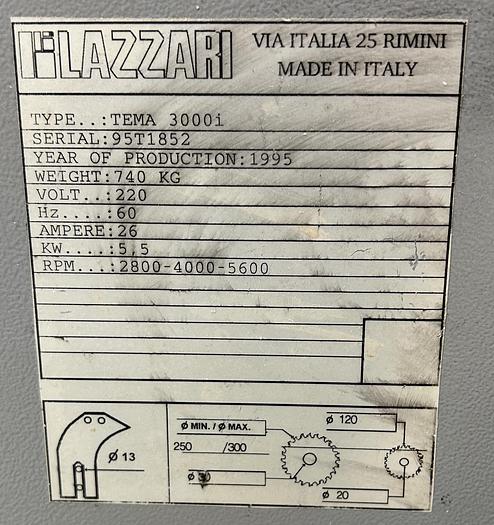 LAZZARI
VIA ITALIA 25 RIMINI
MADE IN ITALY
TYPE..:TEMA 3000i
SERIAL:95T1852
YEAR OF PRODUCTION:1995
WEIGHT:740 KG
VOLT..:220
Hz....:60
AMPERE:26
KW....:5,5
RPM...:2800-4000-5600
Ø 13
Ø MIN. / Ø MAX.
250 /300
Ø 30
Ø 120
Ø 20